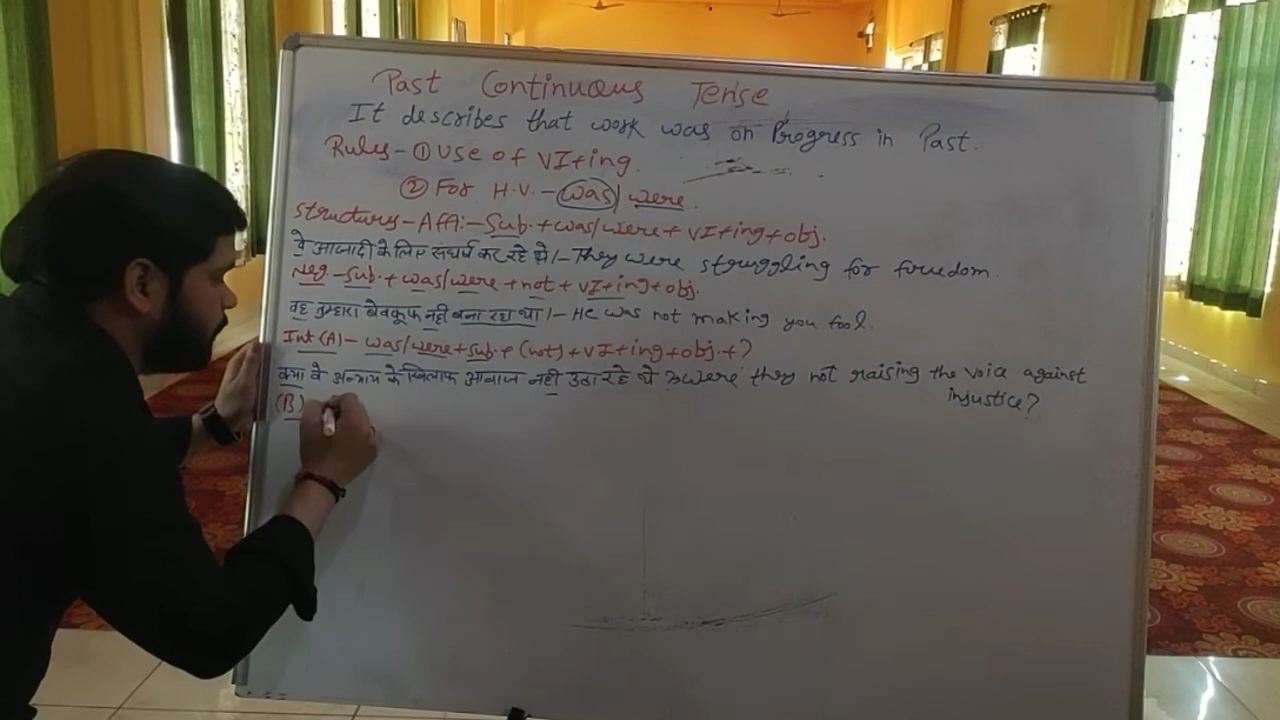 Past Continuous Tense
It describes that work was on Progress in Past.
Rules- ① Use of VI+ing.
② For H.V. - was/were.
Structures - Affi:- Sub. + was/were + VI+ing + obj.
वे आजादी के लिए संघर्ष कर रहे थे।- They were struggling for freedom.
Neg. - Sub. + was/were + not + VI+ing + obj.
वह तुम्हारा बेवकूफ नही बना रहा था।- He was not making you fool.
Int (A) - was/were + sub. + (not) + VI+ing + obj. + ?
क्या वे अन्याय के खिलाफ आवाज नही उठा रहे थे were they not raising the voice against
injustice?
(B)